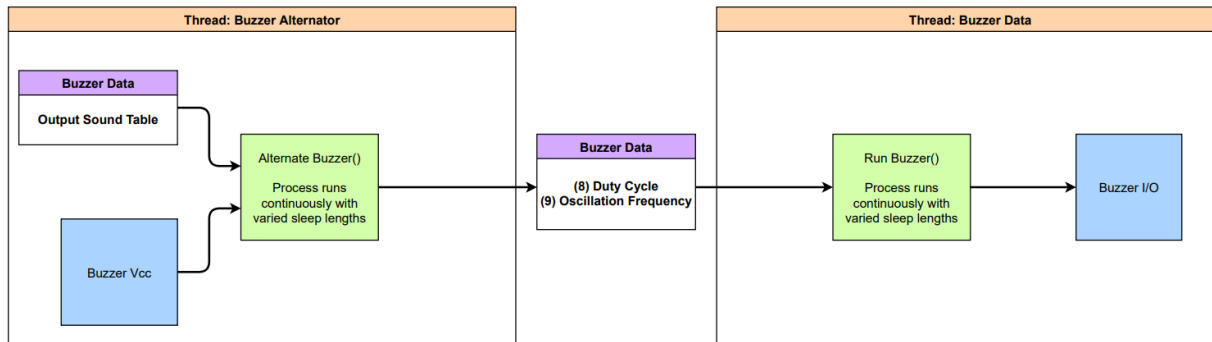 Thread: Buzzer Alternator
Buzzer Data
Output Sound Table
Buzzer Vcc
Alternate Buzzer()
Process runs
continuously with
varied sleep lengths
Buzzer Data
(8) Duty Cycle
(9) Oscillation Frequency
Thread: Buzzer Data
Run Buzzer()
Process runs
continuously with
varied sleep lengths
Buzzer I/O